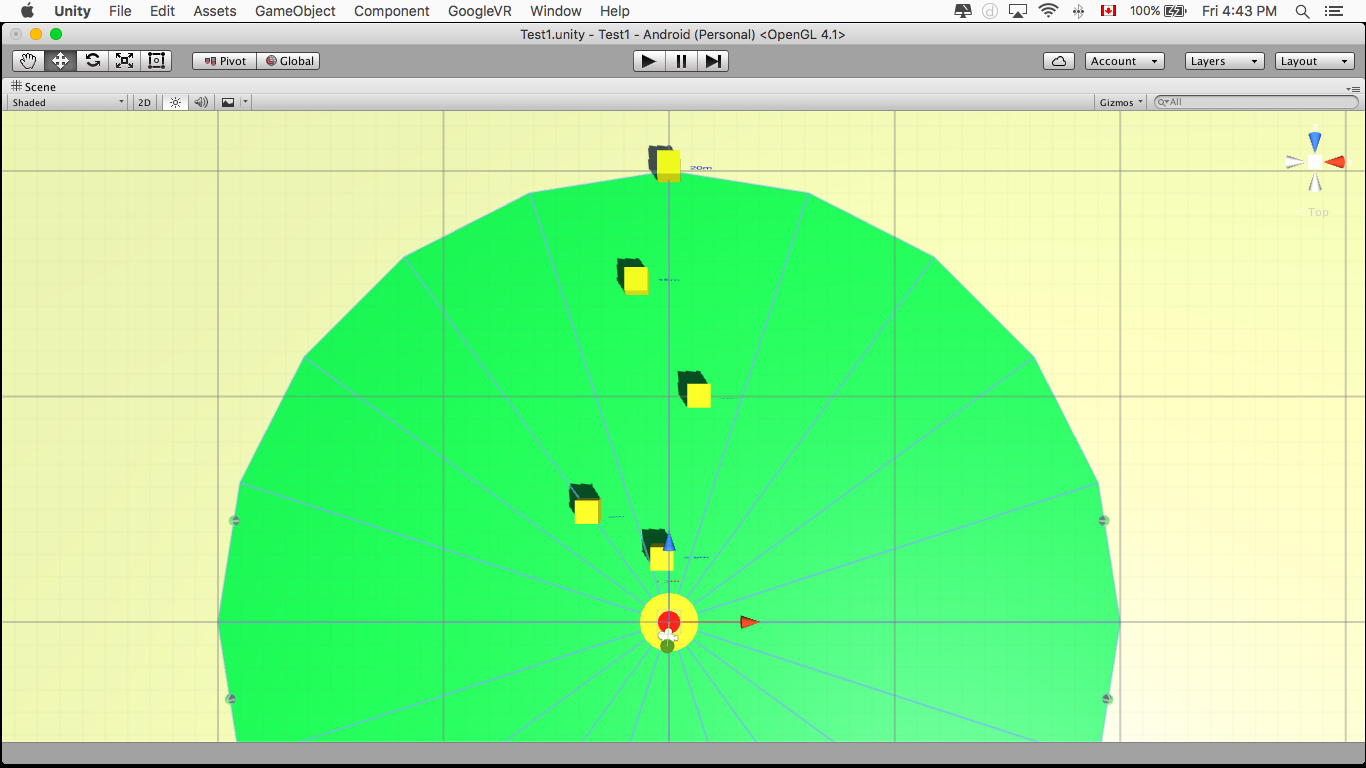 Unity File Edit Assets GameObject Component GoogleVR Window Help 100% Fri 4:43 PM
Test1.unity - Test1 - Android (Personal) <OpenGL 4.1>
Pivot Global Account Layers Layout
Scene
Shaded 2D Gizmos All
20m
Top